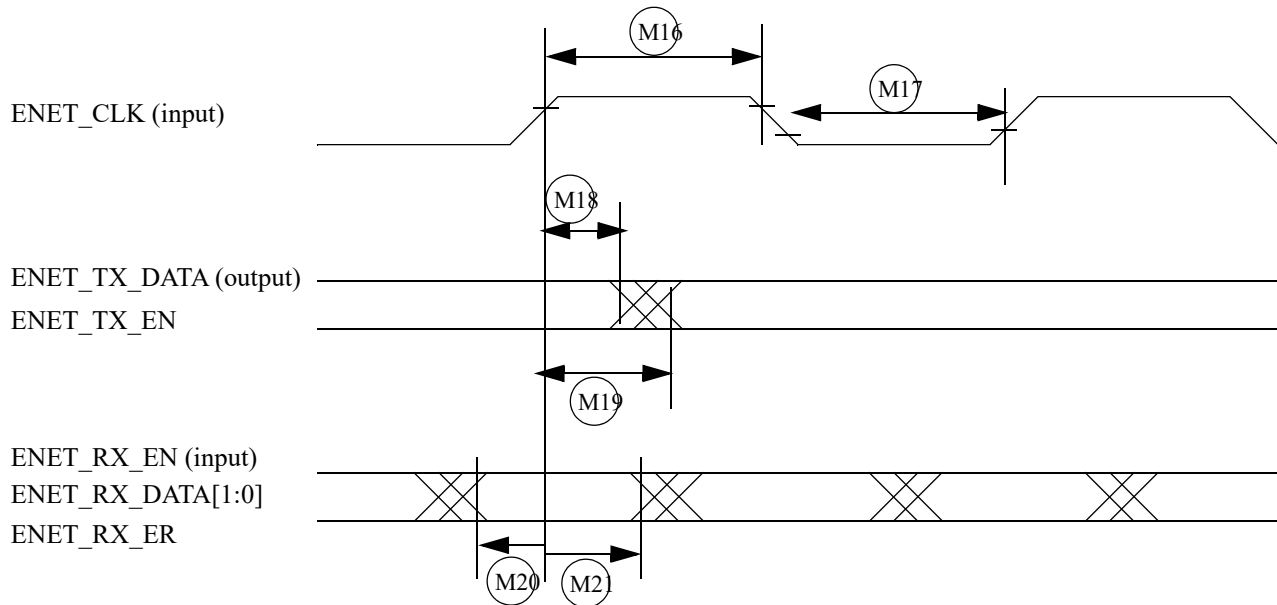 M16
M17
ENET_CLK (input)
M18
ENET_TX_DATA (output)
ENET_TX_EN
M19
ENET_RX_EN (input)
ENET_RX_DATA[1:0]
ENET_RX_ER
M20
M21